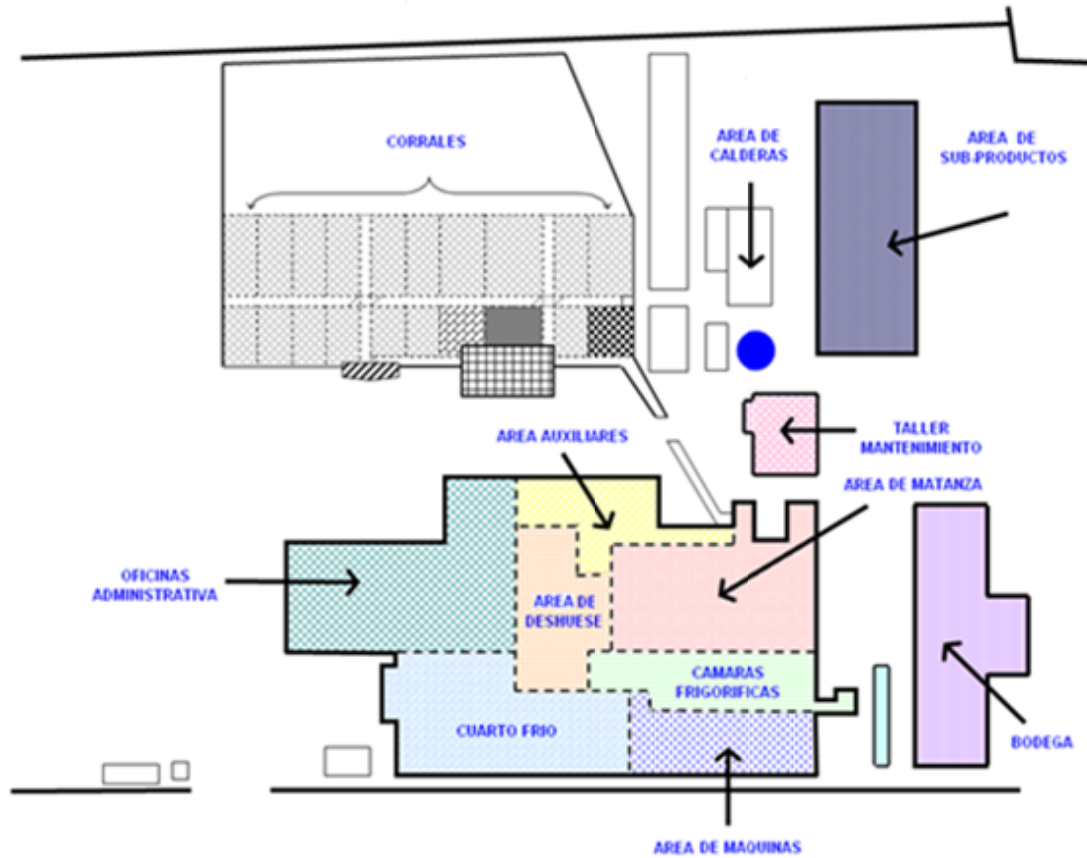 CORRALES
AREA DE
CALDERAS
AREA DE
SUB-PRODUCTOS
AREA AUXILIARES
TALLER
MANTENIMIENTO
AREA DE MATANZA
OFICINAS
ADMINISTRATIVA
AREA DE
DESHUESE
CAMARAS
FRIGORIFICAS
CUARTO FRIO
BODEGA
AREA DE MAQUINAS